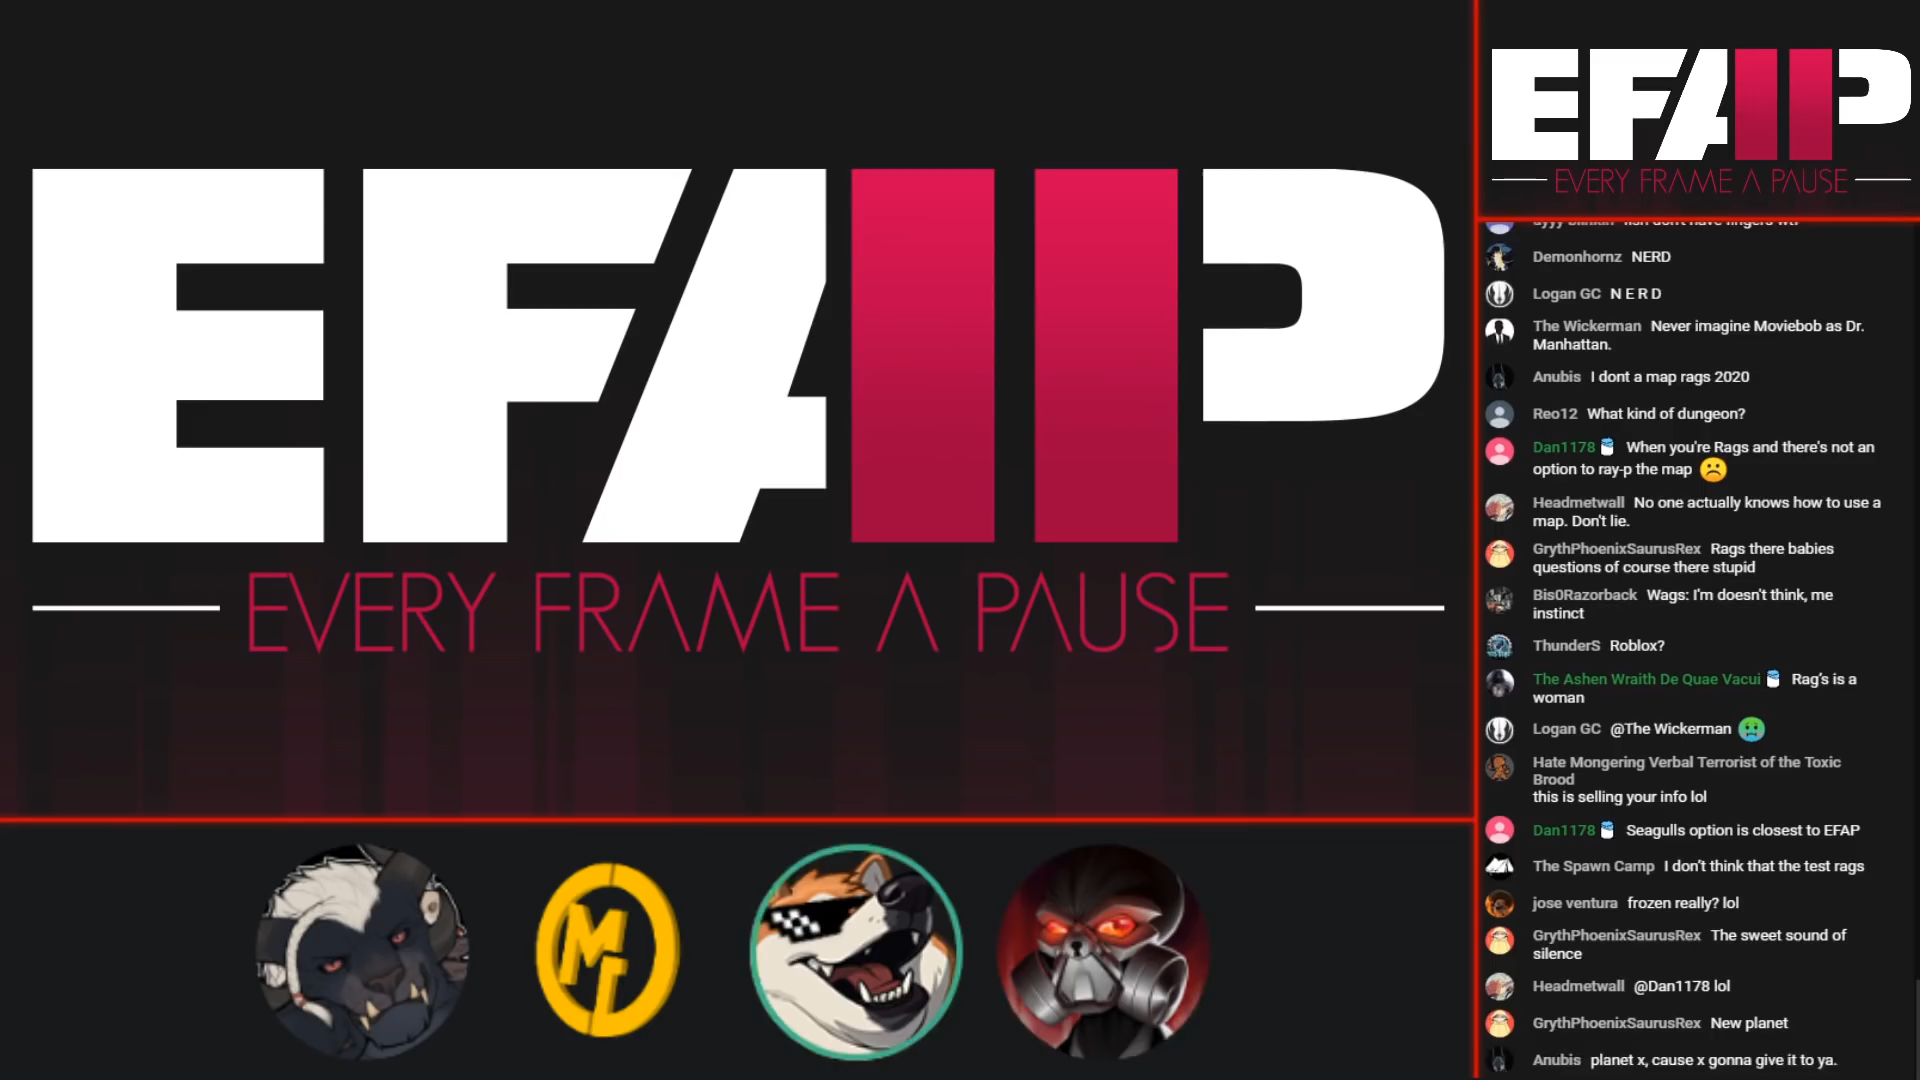 EFAP
EVERY FRAME A PAUSE
EFAP
EVERY FRAME A PAUSE
Demonhornz NERD
Logan GC N E R D
The Wickerman Never imagine Moviebob as Dr.
Manhattan.
Anubis I dont a map rags 2020
Reo12 What kind of dungeon?
Dan1178 When you're Rags and there's not an
option to ray-p the map
Headmetwall No one actually knows how to use a
map. Don't lie.
GrythPhoenixSaurusRex Rags there babies
questions of course there stupid
Bis0Razorback Wags: I'm doesn't think, me
instinct
ThunderS Roblox?
The Ashen Wraith De Quae Vacui Rag's is a
woman
Logan GC @The Wickerman
Hate Mongering Verbal Terrorist of the Toxic
Brood
this is selling your info lol
Dan1178 Seagulls option is closest to EFAP
The Spawn Camp I don't think that the test rags
jose ventura frozen really? lol
GrythPhoenixSaurusRex The sweet sound of
silence
Headmetwall @Dan1178 lol
GrythPhoenixSaurusRex New planet
Anubis planet x, cause x gonna give it to ya.